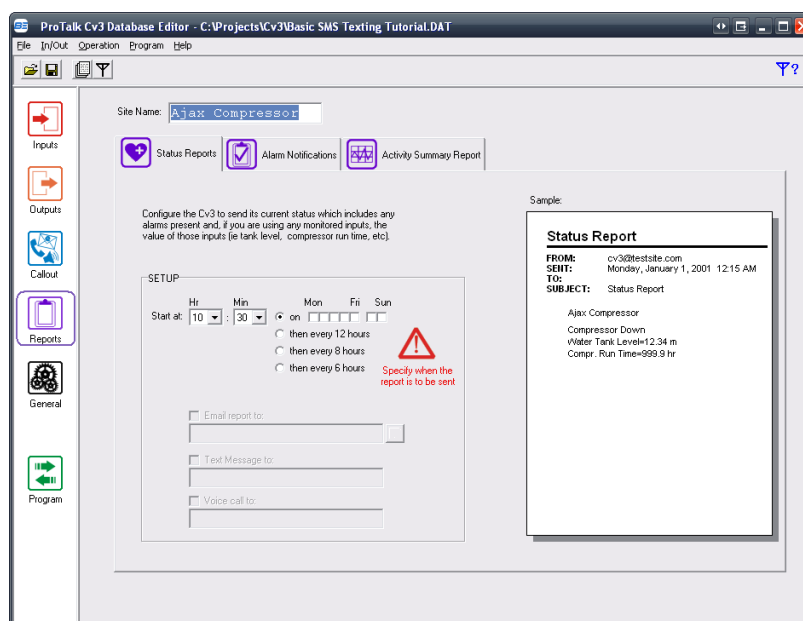 ProTalk Cv3 Database Editor - C:\Projects\Cv3\Basic SMS Texting Tutorial.DAT
File In/Out Operation Program Help
?
Site Name: Ajax Compressor
Inputs
Outputs
Callout
Reports
General
Program
Status Reports Alarm Notifications Activity Summary Report
Configure the Cv3 to send its current status which includes any
alarms present and, if you are using any monitored inputs, the
value of those inputs (ie tank level, compressor run time, etc).
SETUP
Hr Min Mon Fri Sun
Start at: 10 : 30 on
then every 12 hours
then every 8 hours
then every 6 hours
Specify when the
report is to be sent
Email report to:
Text Message to:
Voice call to:
Sample:
Status Report
FROM: cv3@testsite.com
SENT: Monday, January 1, 2001 12:15 AM
TO:
SUBJECT: Status Report
Ajax Compressor
Compressor Down
Water Tank Level=12.34 m
Compr. Run Time=999.9 hr